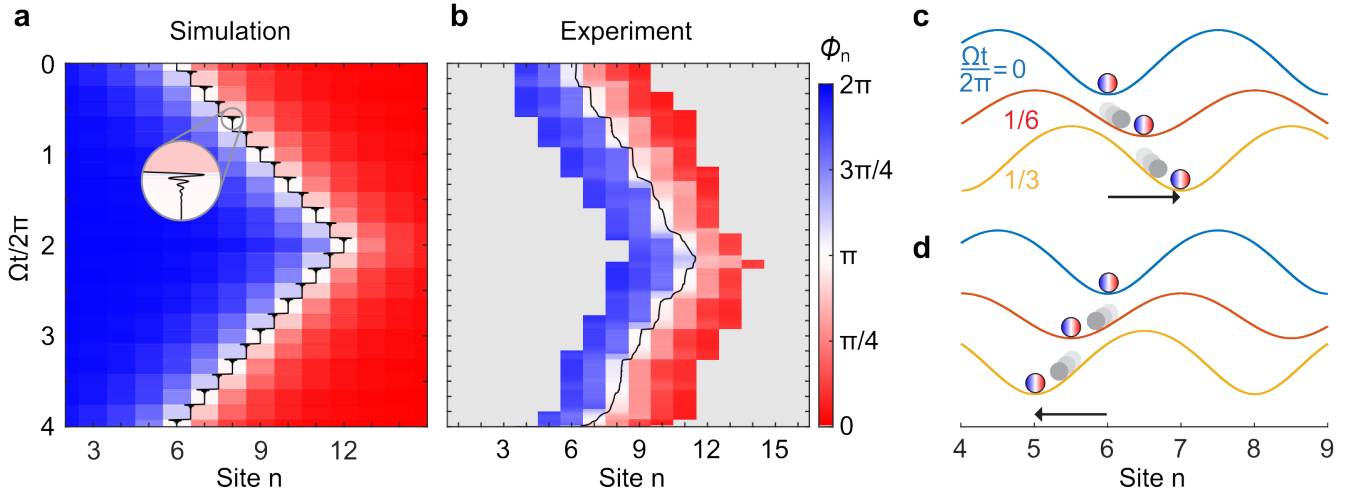 a
Simulation
0
1
2
3
4
Ωt/2π
3 6 9 12
Site n
b
Experiment
3 6 9 12 15
Site n
ϕn
2π
3π/4
π
π/4
0
c
Ωt
2π =0
1/6
1/3
d
4 5 6 7 8 9
Site n